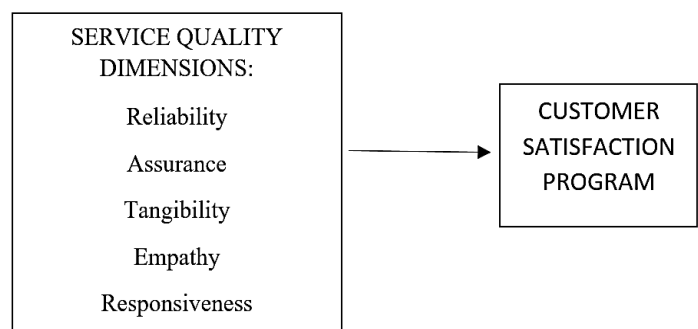 SERVICE QUALITY
DIMENSIONS:
Reliability
Assurance
Tangibility
Empathy
Responsiveness
CUSTOMER
SATISFACTION
PROGRAM